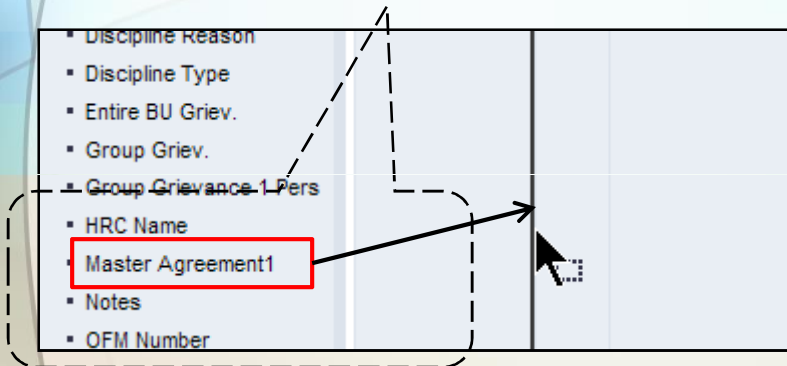 Discipline Reason
Discipline Type
Entire BU Griev.
Group Griev.
Group Grievance 1 Pers
HRC Name
Master Agreement1
Notes
OFM Number